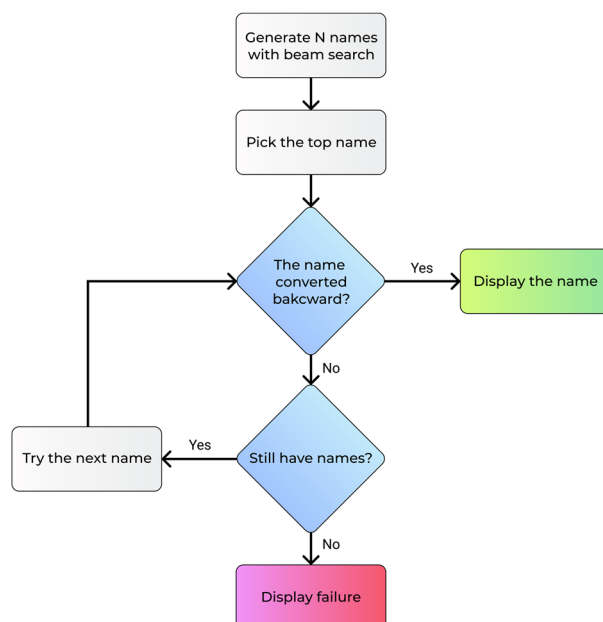 Generate N names
with beam search
Pick the top name
The name
converted
bakcward?
Yes
Display the name
No
Still have names?
Yes
Try the next name
No
Display failure